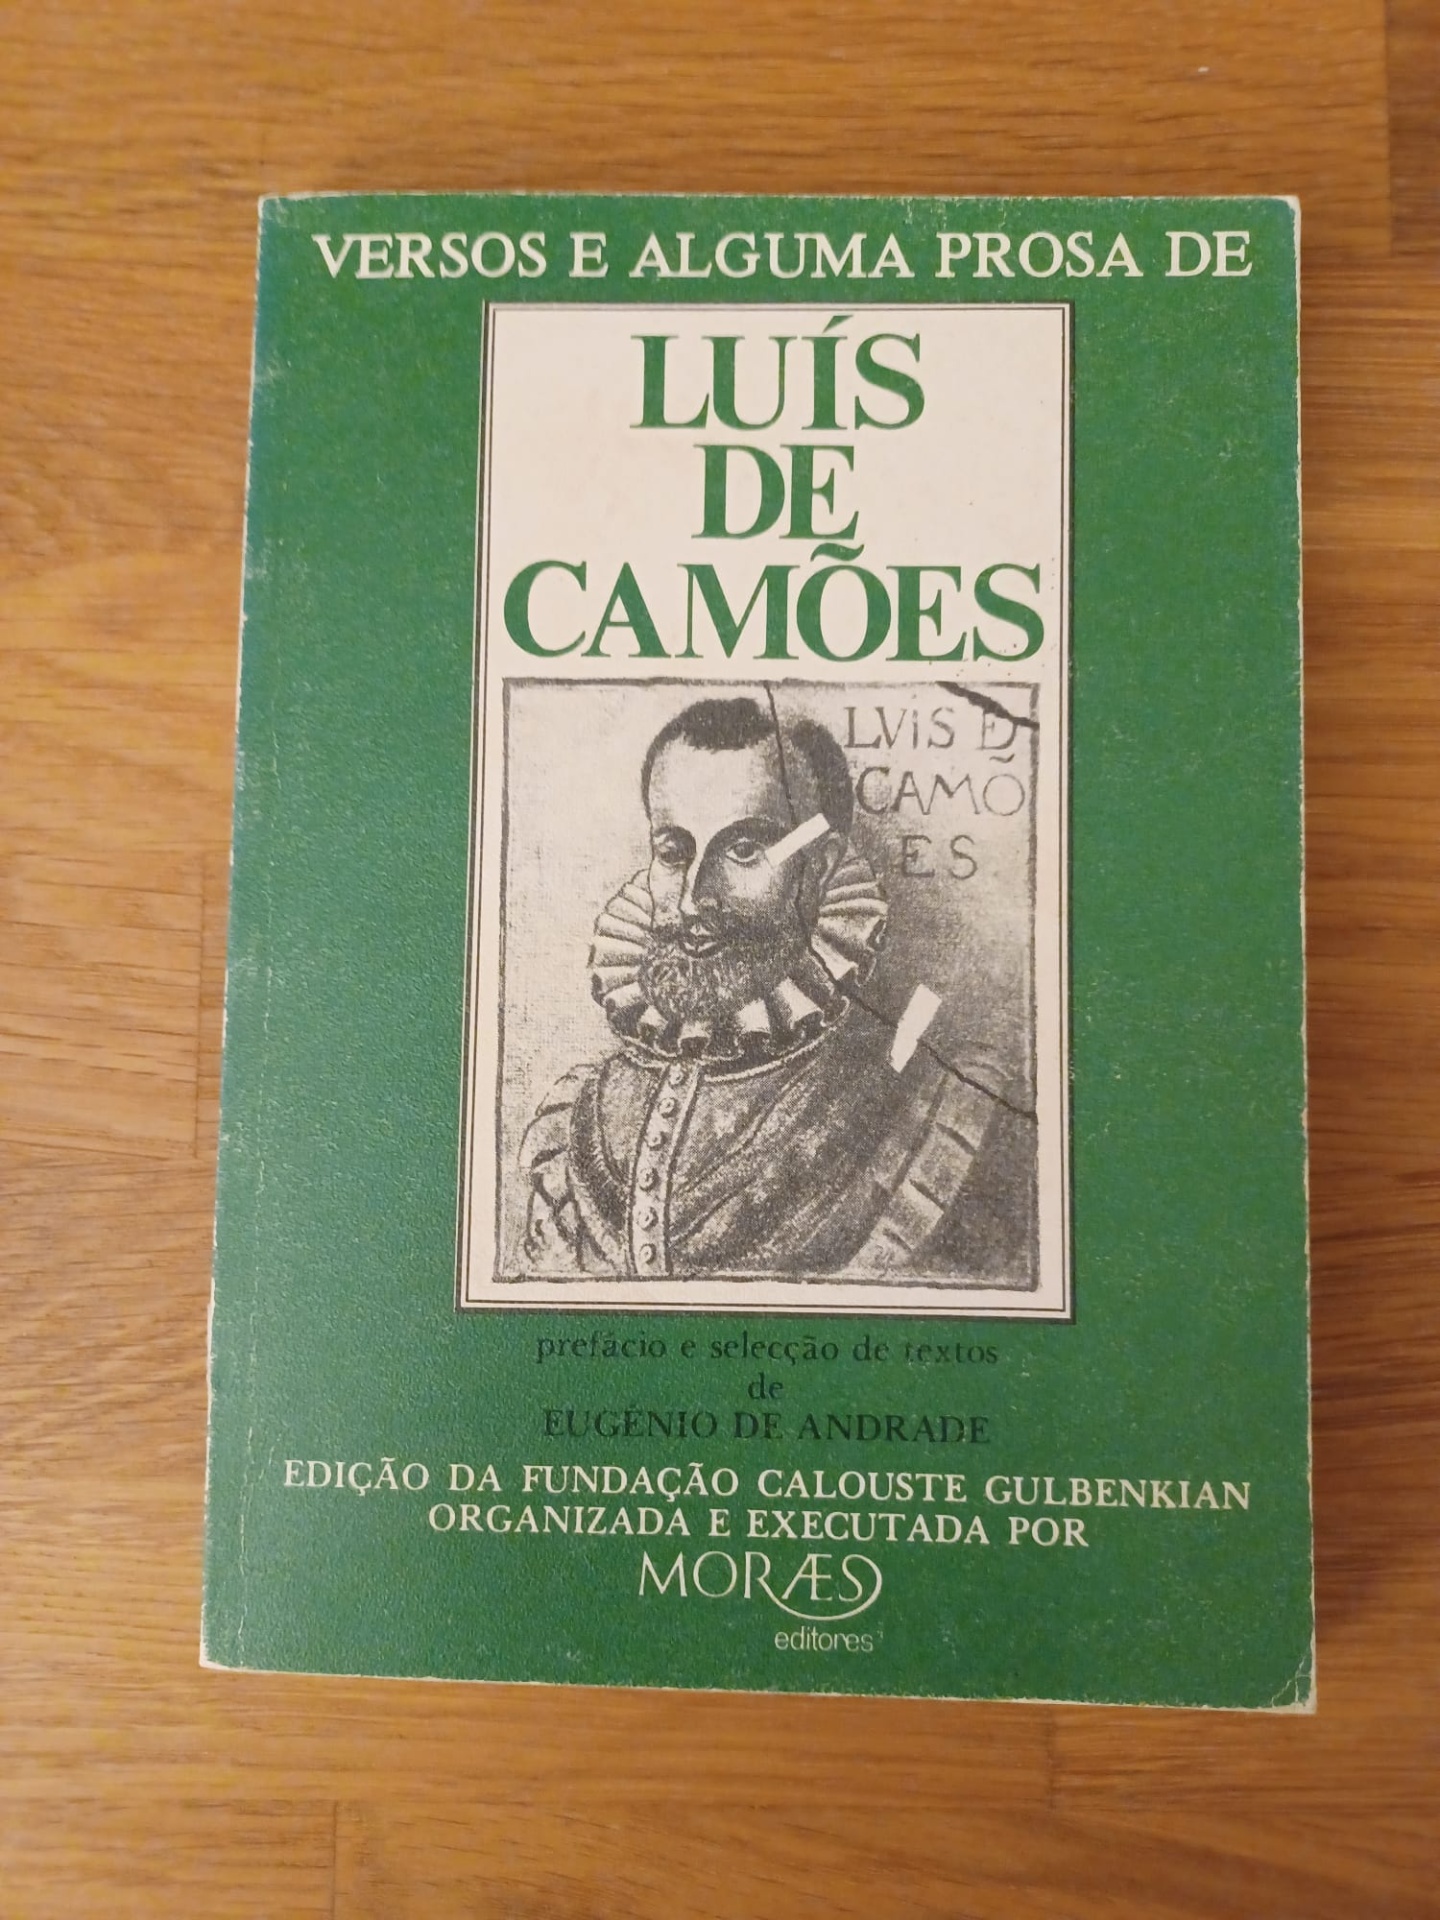 VERSOS E ALGUMA PROSA DE
LUÍS
DE
CAMÕES
LVIS D
CAMÕ
ES
prefácio e selecção de textos
de
EUGÉNIO DE ANDRADE
EDIÇÃO DA FUNDAÇÃO CALOUSTE GULBENKIAN
ORGANIZADA E EXECUTADA POR
MORÆS
editores